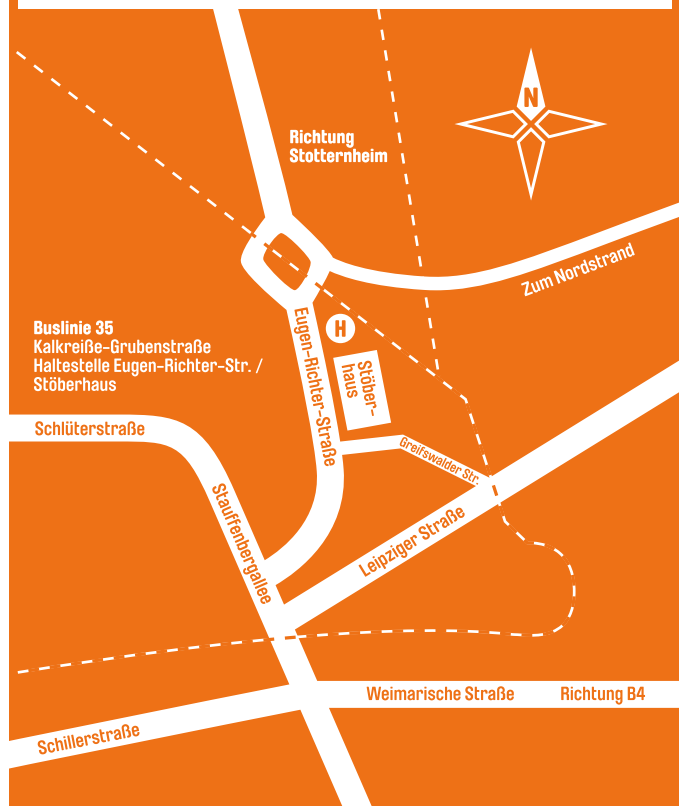 N
Richtung
Stotternheim
Zum Nordstrand
Buslinie 35
Kalkreiße-Grubenstraße
Haltestelle Eugen-Richter-Str. /
Stöberhaus
H
Eugen-Richter-Straße
Stöber-
haus
Schlüterstraße
Greifswalder Str.
Stauffenbergallee
Leipziger Straße
Weimarische Straße
Richtung B4
Schillerstraße